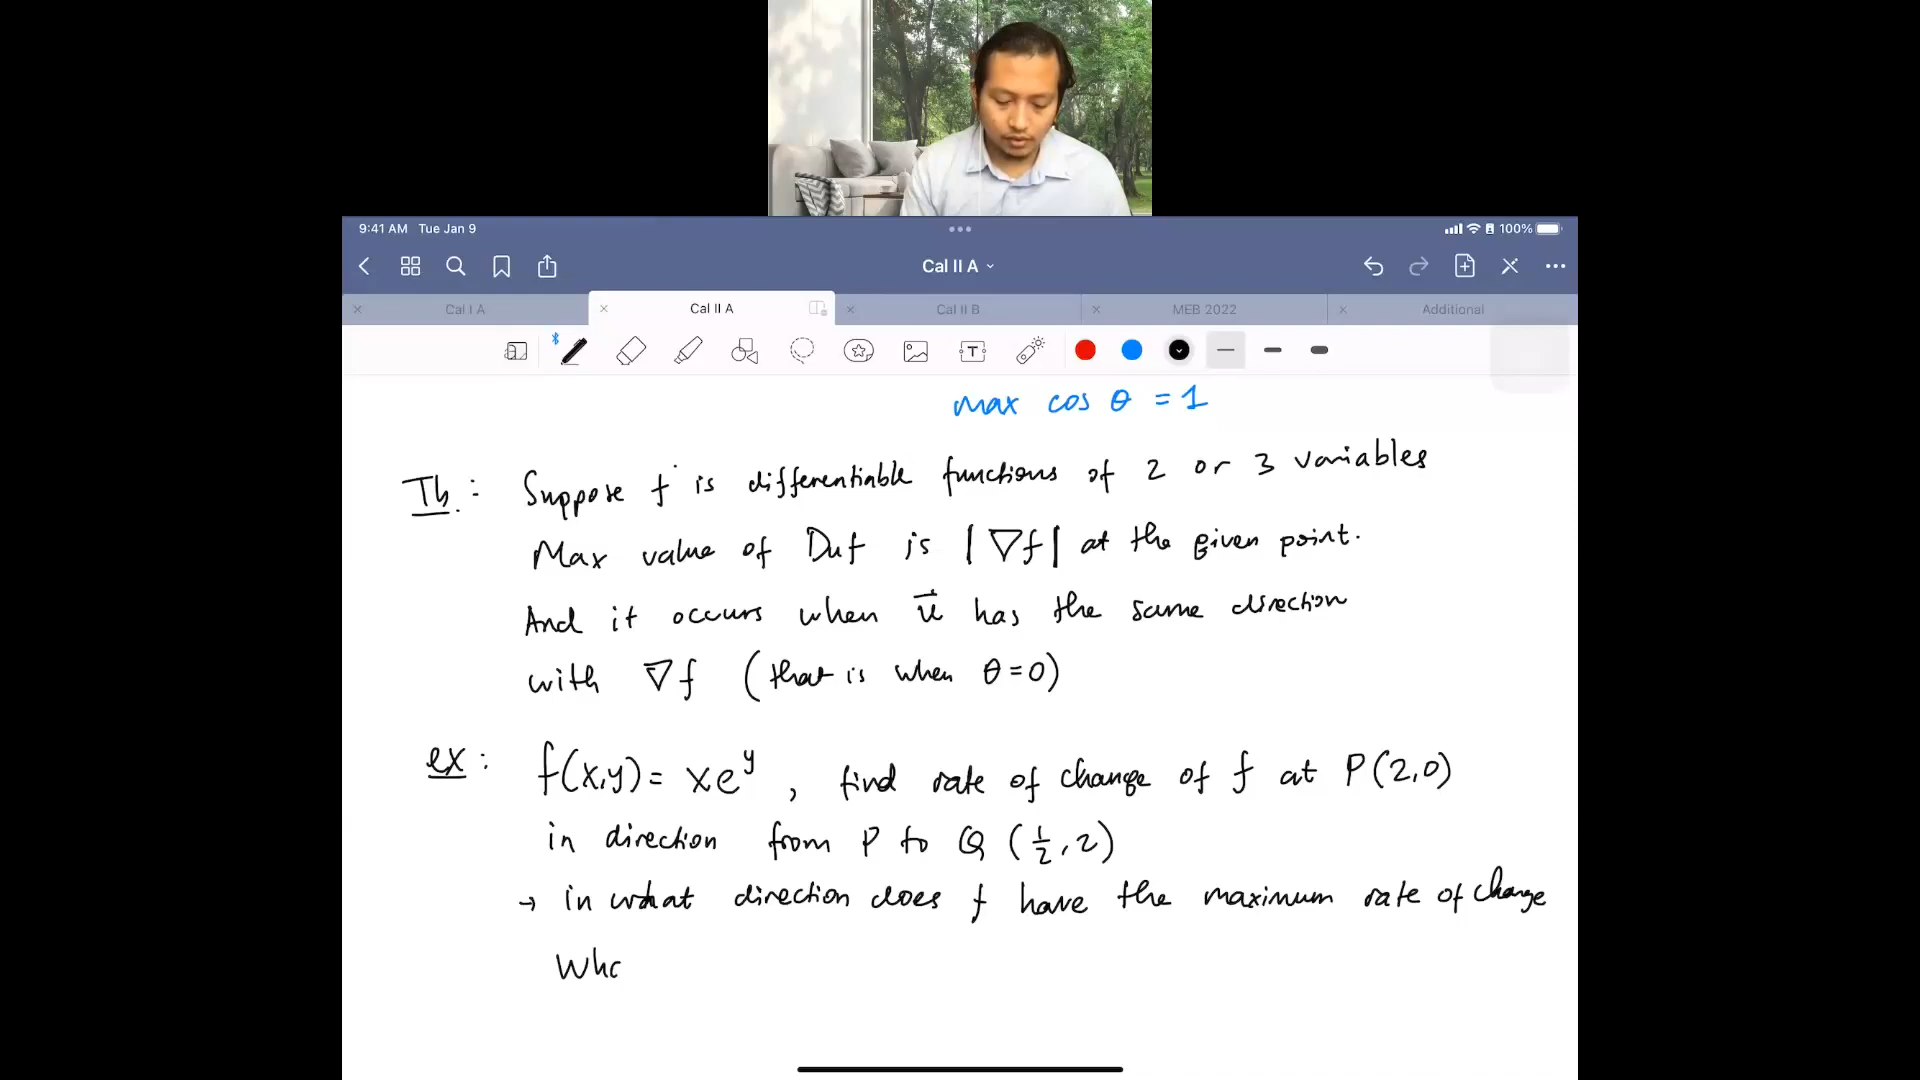 9:41 AM Tue Jan 9
100%
Cal II A
Cal I A
Cal II A
Cal II B
MEB 2022
Additional
T
max cos θ = 1
Th: Suppose f is differentiable functions of 2 or 3 variables
Max value of Duf is |∇f| at the given point.
And it occurs when u⃗ has the same direction
with ∇f (that is when θ=0)
ex: f(x,y) = xe^y, find rate of change of f at P(2,0)
in direction from P to Q (1/2, 2)
→ in what direction does f have the maximum rate of change
Wha